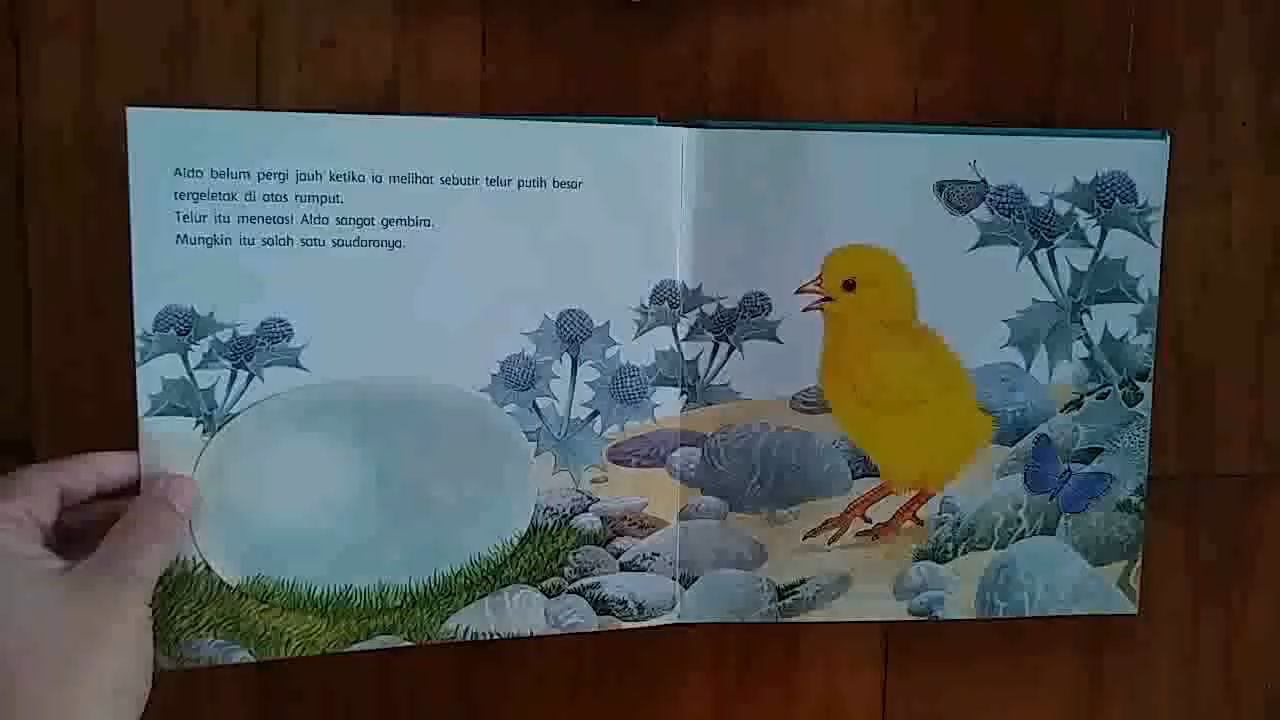 Aldo belum pergi jauh ketika ia melihat sebutir telur putih besar
tergeletak di atas rumput.
Telur itu menetas! Aldo sangat gembira.
Mungkin itu salah satu saudaranya.